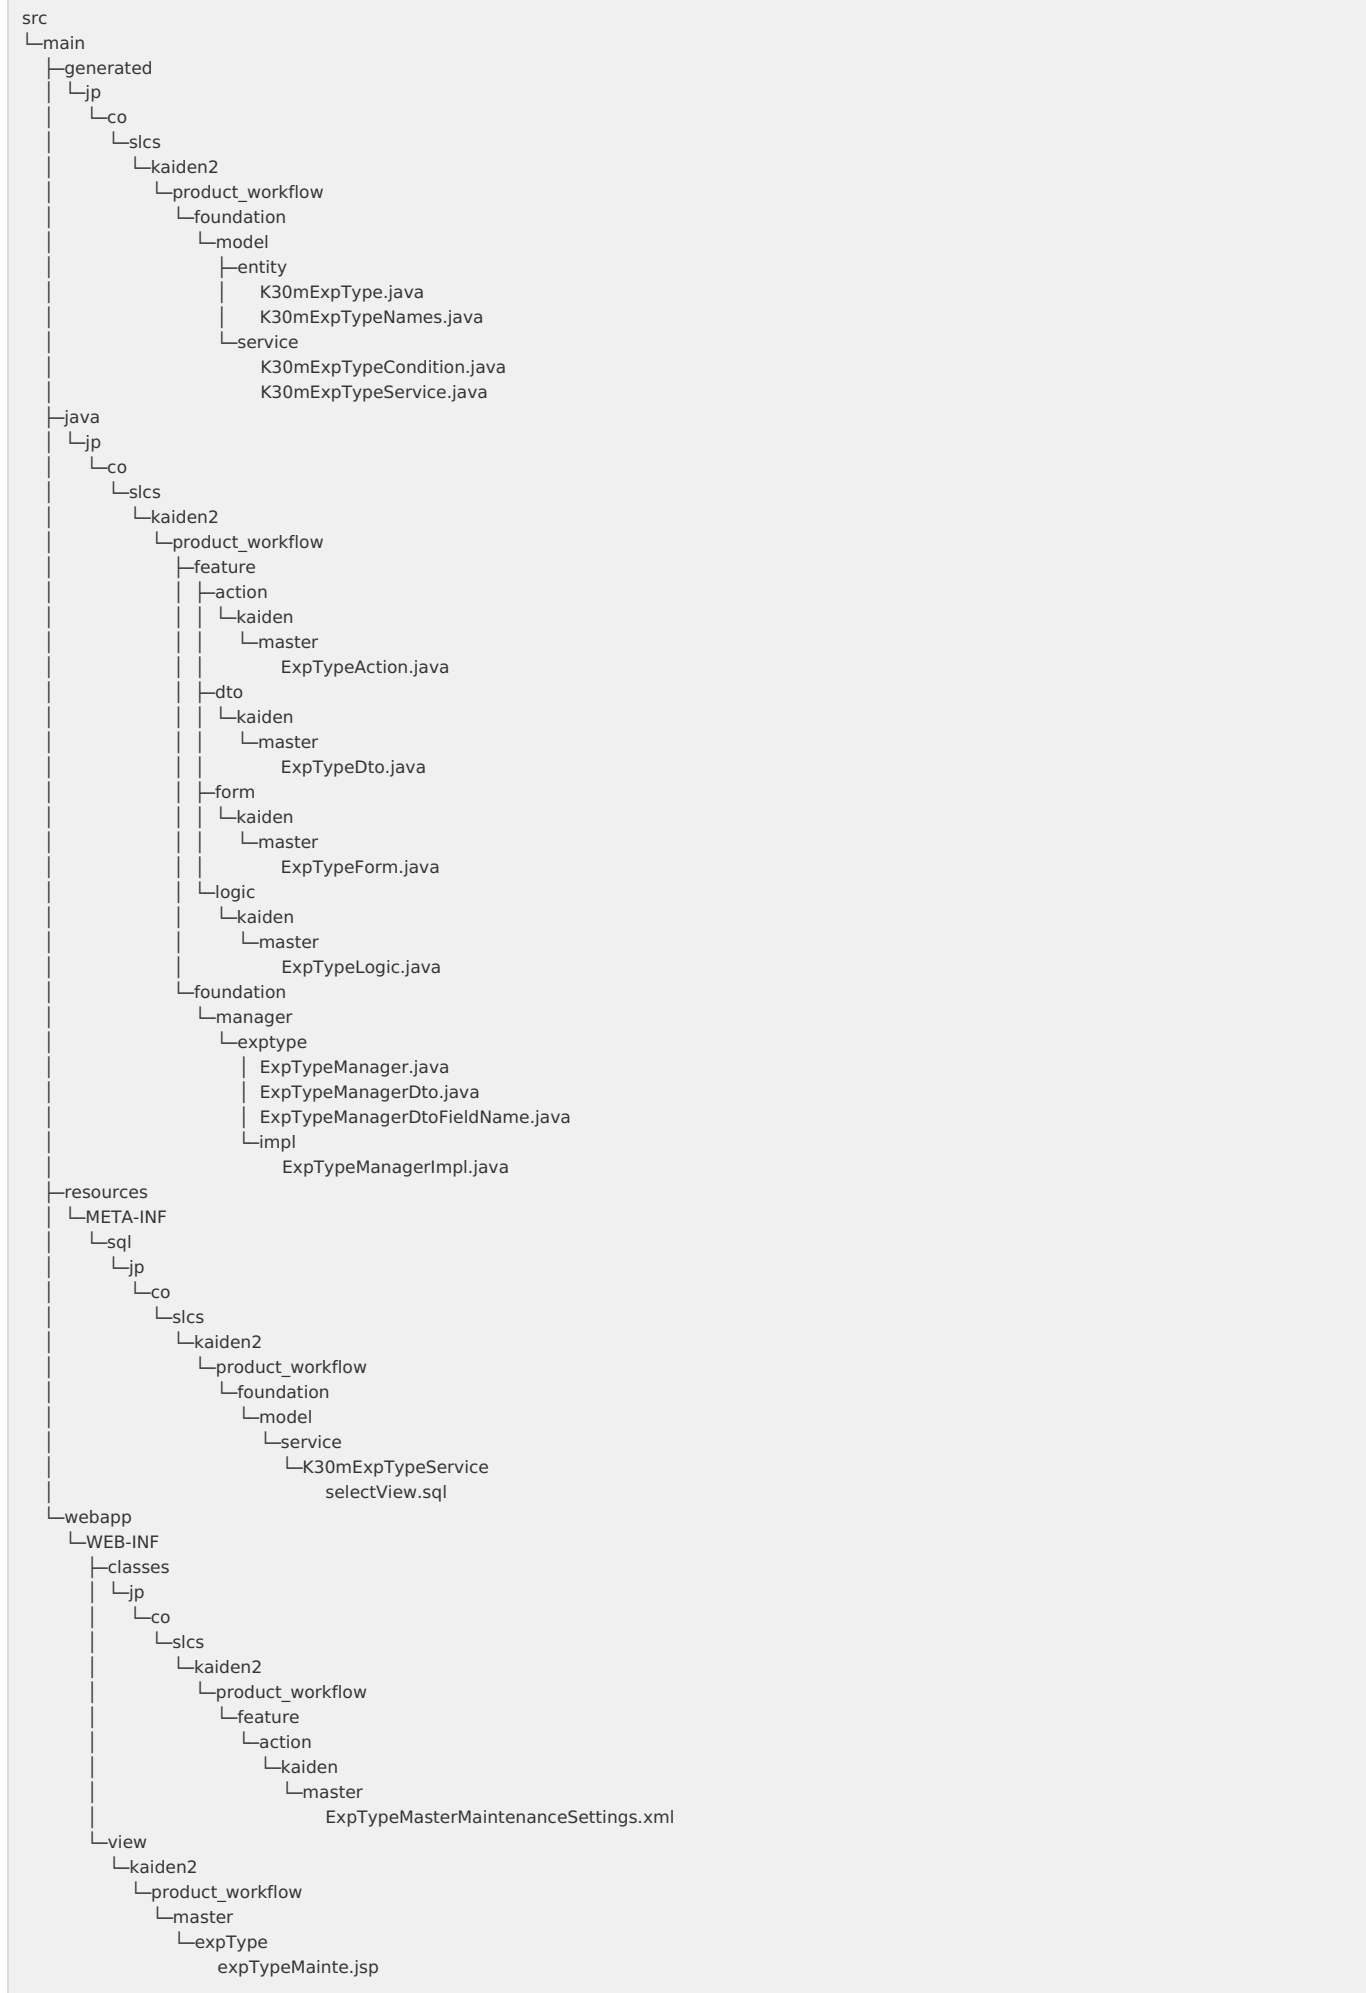 src
└─main
├─generated
│ └─jp
│ └─co
│ └─slcs
│ └─kaiden2
│ └─product_workflow
│ └─foundation
│ └─model
│ ├─entity
│ │ K30mExpType.java
│ │ K30mExpTypeNames.java
│ └─service
│ K30mExpTypeCondition.java
│ K30mExpTypeService.java
├─java
│ └─jp
│ └─co
│ └─slcs
│ └─kaiden2
│ └─product_workflow
│ ├─feature
│ │ ├─action
│ │ │ └─kaiden
│ │ │ └─master
│ │ │ ExpTypeAction.java
│ │ ├─dto
│ │ │ └─kaiden
│ │ │ └─master
│ │ │ ExpTypeDto.java
│ │ ├─form
│ │ │ └─kaiden
│ │ │ └─master
│ │ │ ExpTypeForm.java
│ │ └─logic
│ │ └─kaiden
│ │ └─master
│ │ ExpTypeLogic.java
│ └─foundation
│ └─manager
│ └─exptype
│ │ ExpTypeManager.java
│ │ ExpTypeManagerDto.java
│ │ ExpTypeManagerDtoFieldName.java
│ └─impl
│ ExpTypeManagerImpl.java
├─resources
│ └─META-INF
│ └─sql
│ └─jp
│ └─co
│ └─slcs
│ └─kaiden2
│ └─product_workflow
│ └─foundation
│ └─model
│ └─service
│ └─K30mExpTypeService
│ selectView.sql
└─webapp
└─WEB-INF
├─classes
│ └─jp
│ └─co
│ └─slcs
│ └─kaiden2
│ └─product_workflow
│ └─feature
│ └─action
│ └─kaiden
│ └─master
│ ExpTypeMasterMaintenanceSettings.xml
└─view
└─kaiden2
└─product_workflow
└─master
└─expType
expTypeMainte.jsp